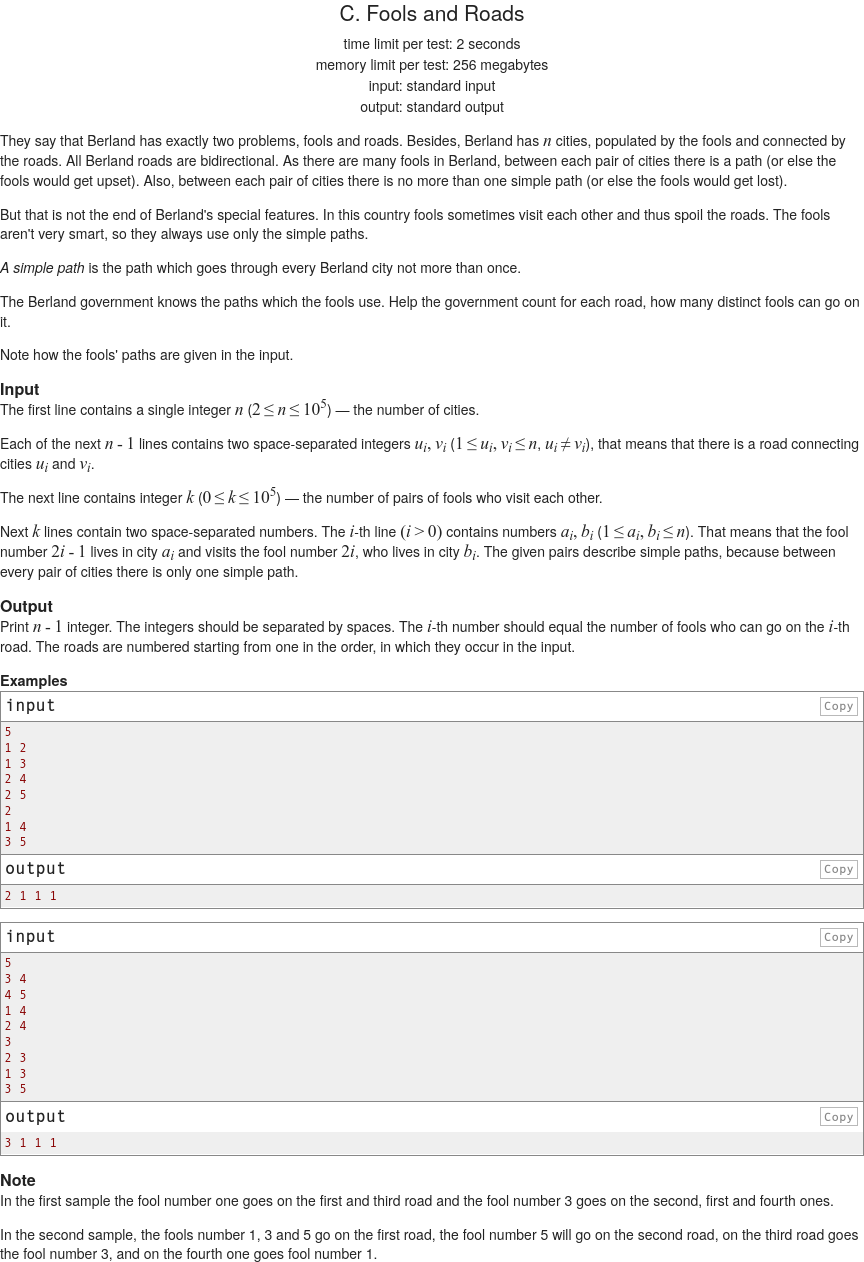 C. Fools and Roads
time limit per test: 2 seconds
memory limit per test: 256 megabytes
input: standard input
output: standard output
They say that Berland has exactly two problems, fools and roads. Besides, Berland has n cities, populated by the fools and connected by
the roads. All Berland roads are bidirectional. As there are many fools in Berland, between each pair of cities there is a path (or else the
fools would get upset). Also, between each pair of cities there is no more than one simple path (or else the fools would get lost).
But that is not the end of Berland's special features. In this country fools sometimes visit each other and thus spoil the roads. The fools
aren't very smart, so they always use only the simple paths.
A simple path is the path which goes through every Berland city not more than once.
The Berland government knows the paths which the fools use. Help the government count for each road, how many distinct fools can go on
it.
Note how the fools' paths are given in the input.
Input
The first line contains a single integer n (2 ≤ n ≤ 10^5) — the number of cities.
Each of the next n - 1 lines contains two space-separated integers u_i, v_i (1 ≤ u_i, v_i ≤ n, u_i ≠ v_i), that means that there is a road connecting
cities u_i and v_i.
The next line contains integer k (0 ≤ k ≤ 10^5) — the number of pairs of fools who visit each other.
Next k lines contain two space-separated numbers. The i-th line (i > 0) contains numbers a_i, b_i (1 ≤ a_i, b_i ≤ n). That means that the fool
number 2i - 1 lives in city a_i and visits the fool number 2i, who lives in city b_i. The given pairs describe simple paths, because between
every pair of cities there is only one simple path.
Output
Print n - 1 integer. The integers should be separated by spaces. The i-th number should equal the number of fools who can go on the i-th
road. The roads are numbered starting from one in the order, in which they occur in the input.
Examples
input Copy
5
1 2
1 3
2 4
2 5
2
1 4
3 5
output Copy
2 1 1 1
input Copy
5
3 4
4 5
1 4
2 4
3
2 3
1 3
3 5
output Copy
3 1 1 1
Note
In the first sample the fool number one goes on the first and third road and the fool number 3 goes on the second, first and fourth ones.
In the second sample, the fools number 1, 3 and 5 go on the first road, the fool number 5 will go on the second road, on the third road goes
the fool number 3, and on the fourth one goes fool number 1.